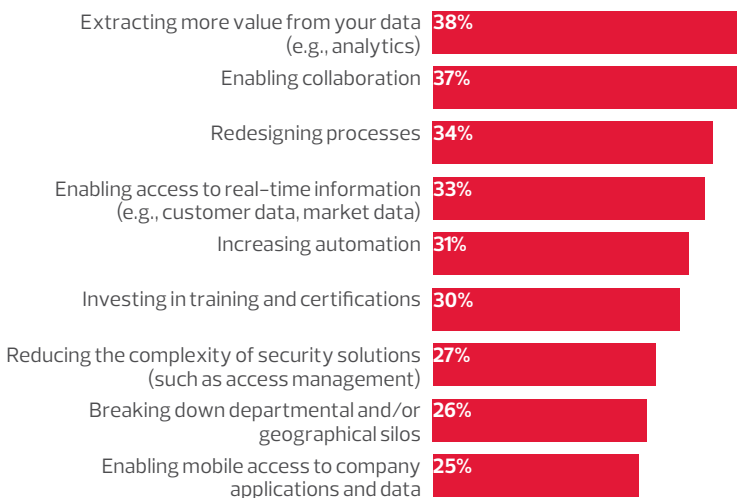 Extracting more value from your data 38%
(e.g., analytics)
Enabling collaboration 37%
Redesigning processes 34%
Enabling access to real-time information 33%
(e.g., customer data, market data)
Increasing automation 31%
Investing in training and certifications 30%
Reducing the complexity of security solutions 27%
(such as access management)
Breaking down departmental and/or 26%
geographical silos
Enabling mobile access to company 25%
applications and data